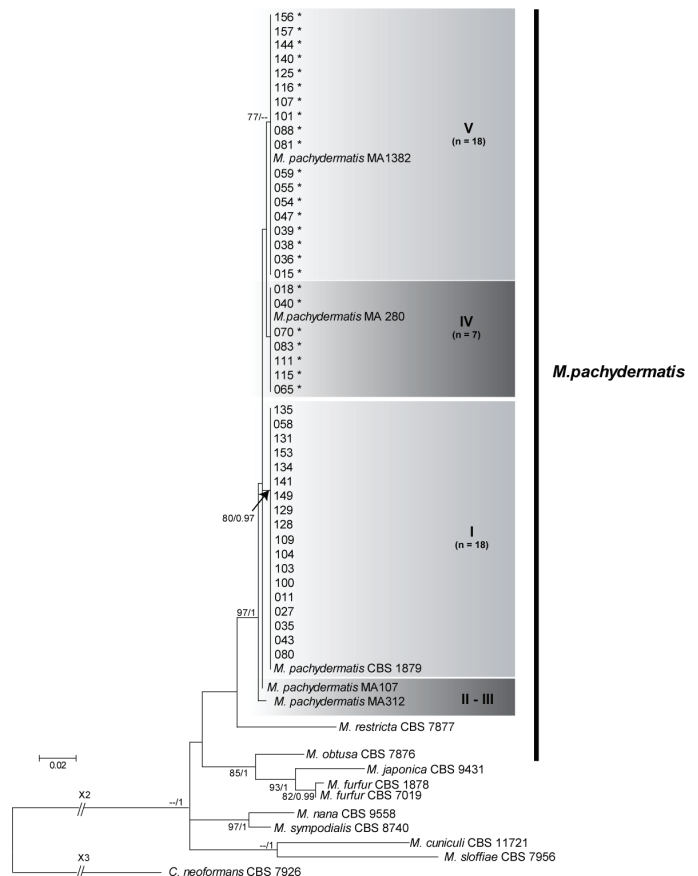 156 *
157 *
144 *
140 *
125 *
116 *
107 *
77/--
101 *
088 *
V
(n = 18)
081 *
M. pachydermatis MA1382
059 *
055 *
054 *
047 *
039 *
038 *
036 *
015 *
018 *
040 *
M.pachydermatis MA 280
IV
(n = 7)
070 *
083 *
111 *
115 *
065 *
M.pachydermatis
135
058
131
153
134
141
149
80/0.97
129
128
I
(n = 18)
109
104
103
100
011
97/1
027
035
043
080
M. pachydermatis CBS 1879
M. pachydermatis MA107
M. pachydermatis MA312
II - III
M. restricta CBS 7877
0.02
M. obtusa CBS 7876
85/1
M. japonica CBS 9431
93/1
M. furfur CBS 1878
82/0.99
M. furfur CBS 7019
X2
--/1
M. nana CBS 9558
97/1
M. sympodialis CBS 8740
--/1
M. cuniculi CBS 11721
M. sloffiae CBS 7956
X3
C. neoformans CBS 7926